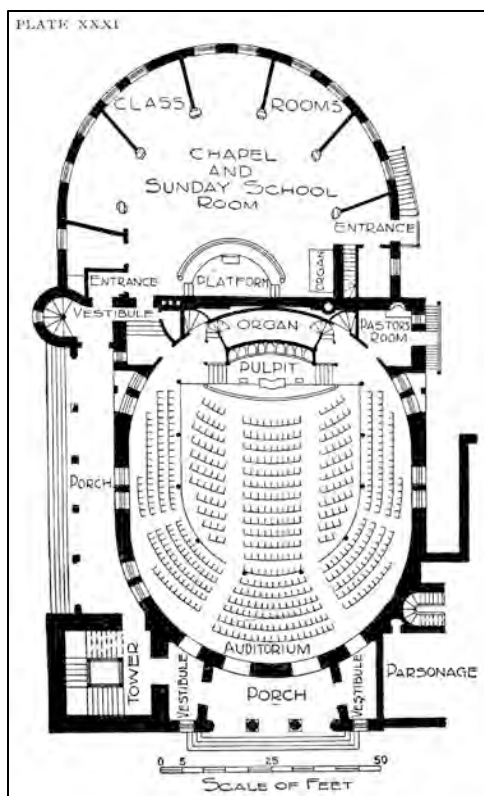 PLATE XXXI
CLASS ROOMS
CHAPEL
AND
SUNDAY SCHOOL
ROOM
ENTRANCE
ORGAN
PLATFORM
ENTRANCE
VESTIBULE
ORGAN
PASTORS
ROOM
PULPIT
PORCH
AUDITORIUM
TOWER
VESTIBULE
PORCH
VESTIBULE
PARSONAGE
0 5 25 50
SCALE OF FEET